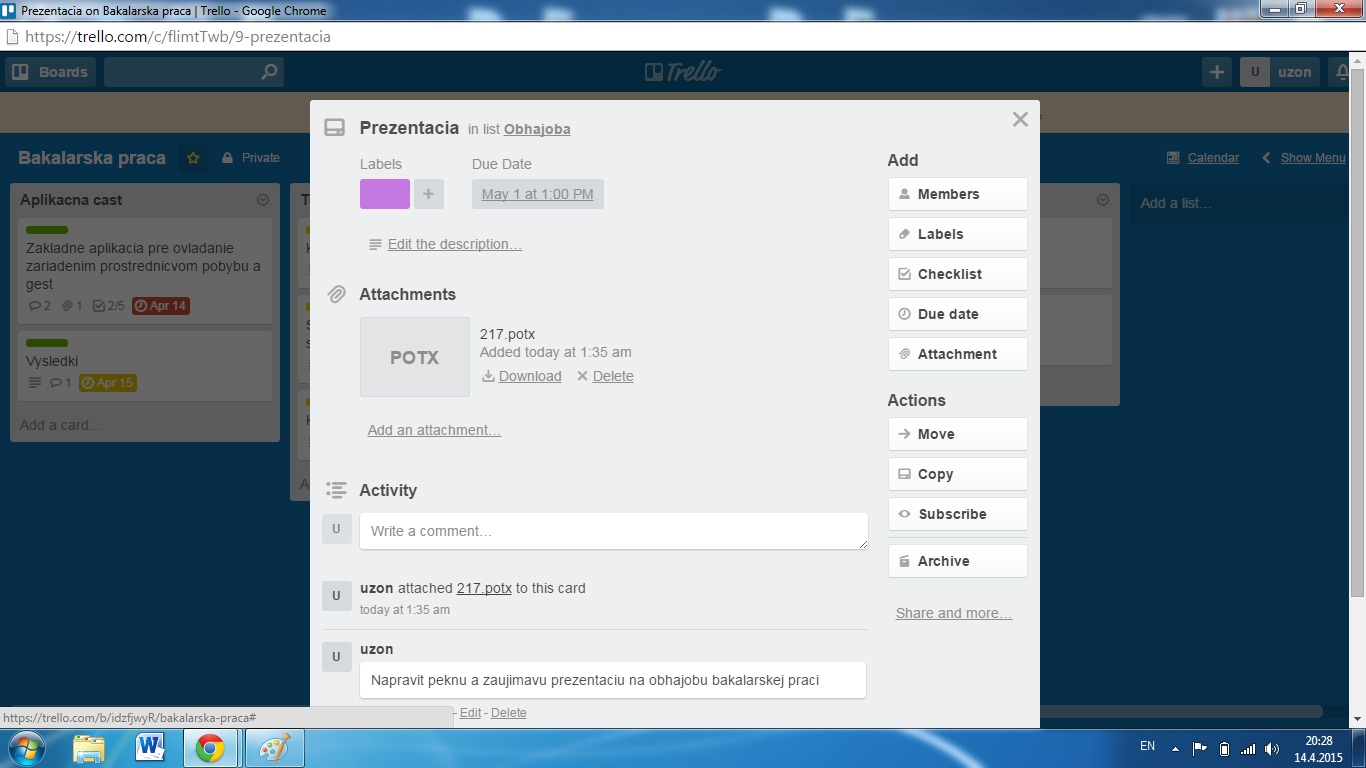 Prezentacia on Bakalarska praca | Trello - Google Chrome
https://trello.com/c/flimtTwb/9-prezentacia
Boards
Trello
U uzon
Bakalarska praca
Private
Calendar
Show Menu
Aplikacna cast
Zakladne aplikacia pre ovladanie
zariadenim prostrednicvom pobybu a
gest
2 1 2/5 Apr 14
Vysledki
1 Apr 15
Add a card…
Add a list…
Prezentacia in list Obhajoba
Labels
Due Date
+
May 1 at 1:00 PM
Edit the description…
Attachments
POTX
217.potx
Added today at 1:35 am
Download Delete
Add an attachment…
Activity
U
Write a comment…
U
uzon attached 217.potx to this card
today at 1:35 am
U
uzon
Napravit peknu a zaujimavu prezentaciu na obhajobu bakalarskej praci
- Edit - Delete
Add
Members
Labels
Checklist
Due date
Attachment
Actions
Move
Copy
Subscribe
Archive
Share and more…
https://trello.com/b/idzfjwyR/bakalarska-praca#
EN
20:28
14.4.2015